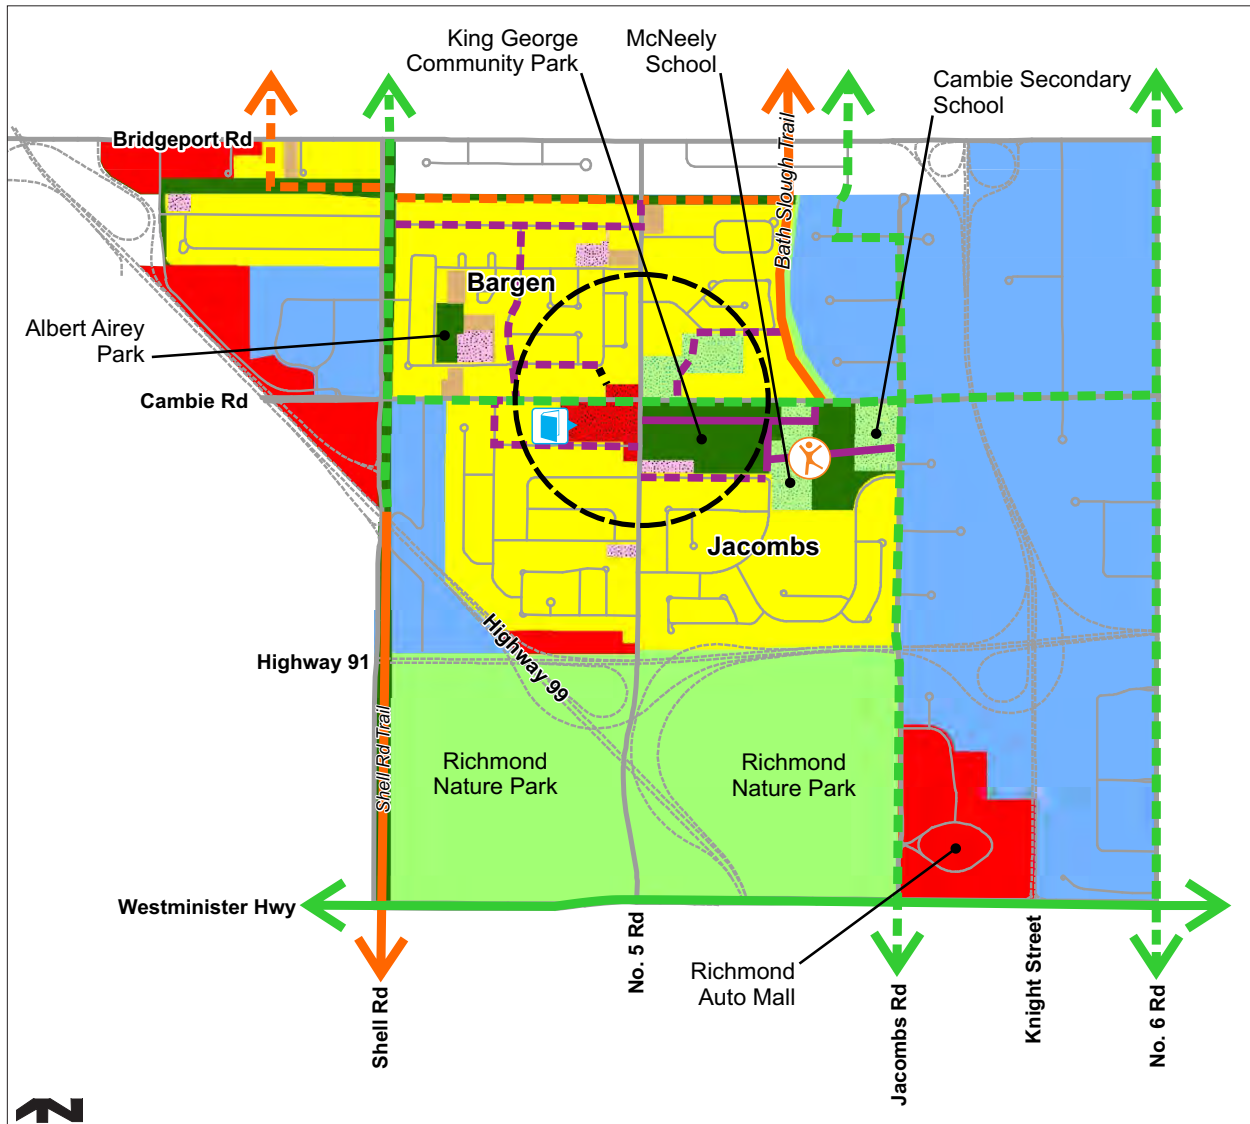 King George
Community Park
McNeely
School
Cambie Secondary
School
Bridgeport Rd
Bath Slough Trail
Bargen
Albert Airey
Park
Cambie Rd
Jacombs
Highway 99
Highway 91
Shell Rd Trail
Richmond
Nature Park
Richmond
Nature Park
Westminister Hwy
No. 5 Rd
Richmond
Auto Mall
Shell Rd
Jacombs Rd
Knight Street
No. 6 Rd
N